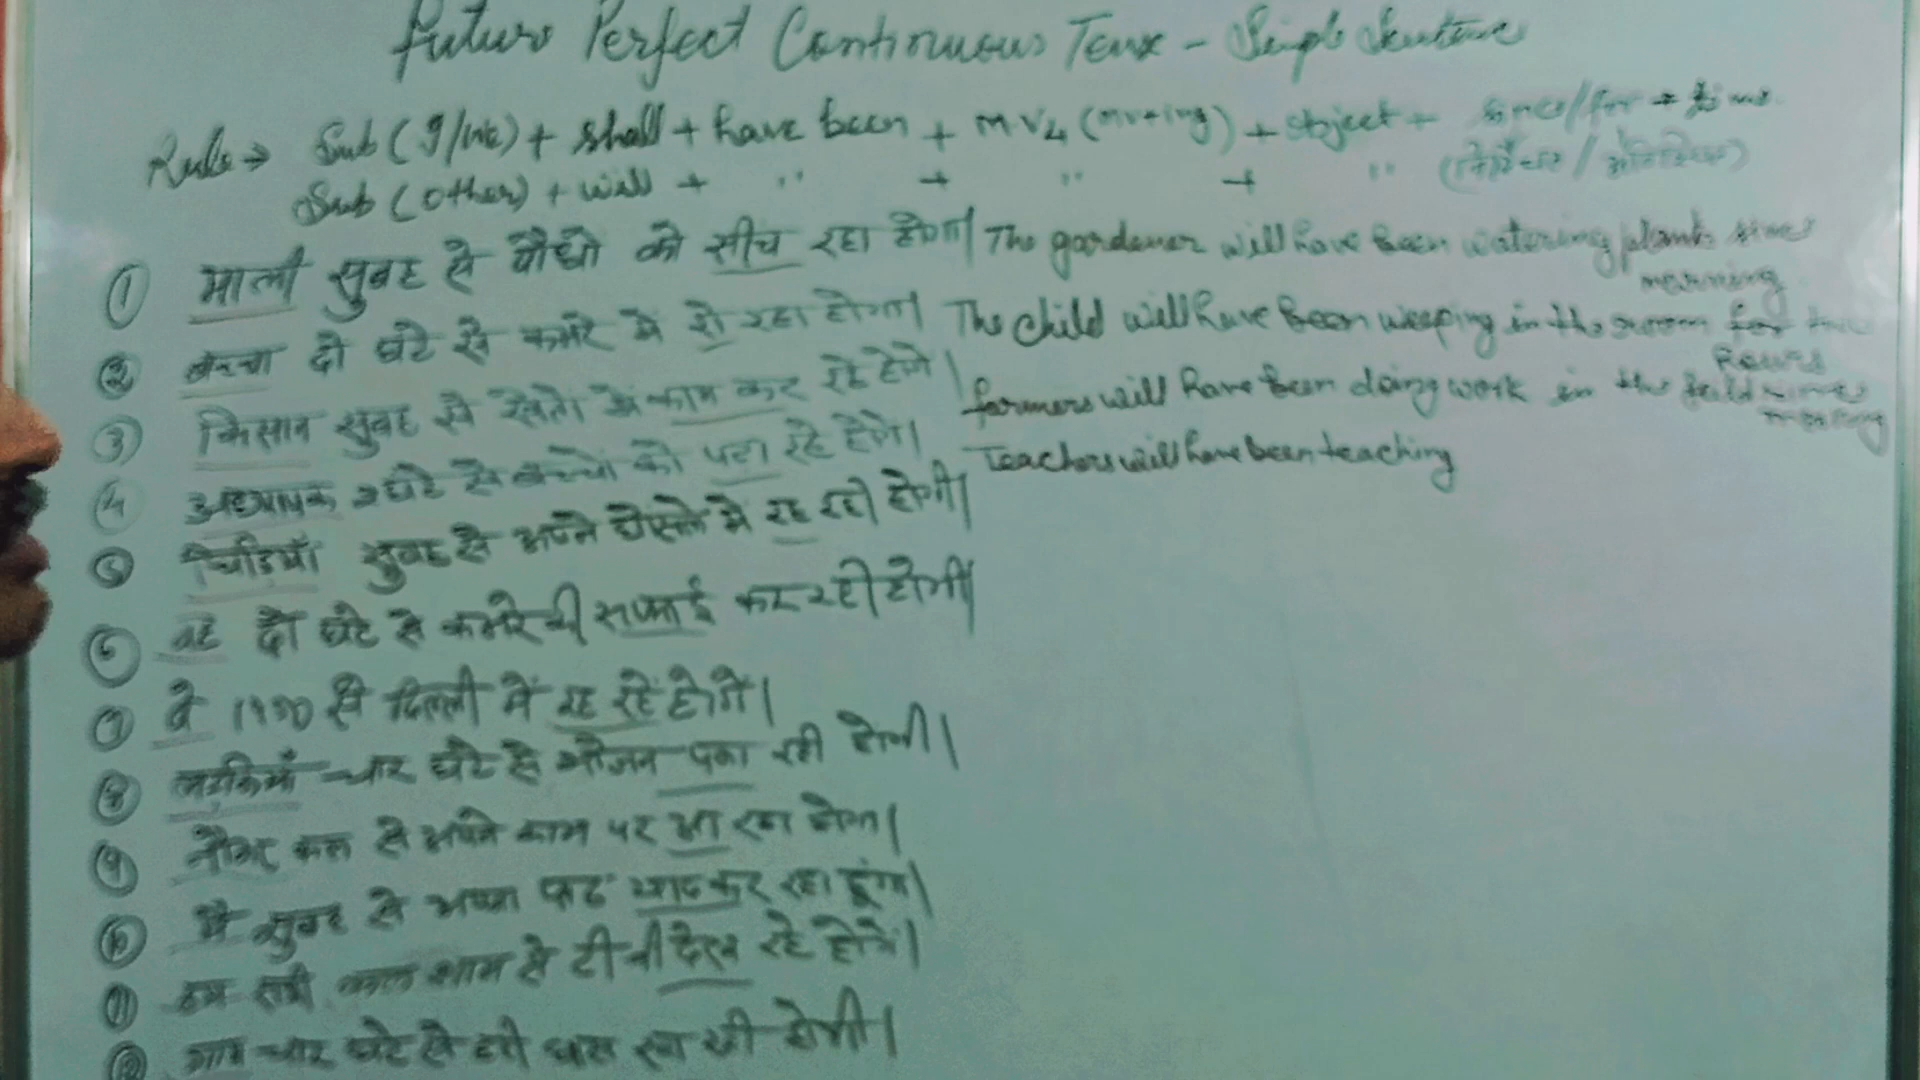 Future Perfect Continuous Tense - Simple Sentence
Rule → Sub (I/We) + shall + have been + M.V4 (mv+ing) + object + since/for + time.
Sub (other) + will + " + " + "
① माली सुबह से पौधो को सीच रहा होगा| The gardener will have been watering plants since morning
② बच्चा दो घंटे से कमरे मे रो रहा होगा| The child will have been weeping in the room for two hours
③ किसान सुबह से खेतो मे काम कर रहे होगे| farmers will have been doing work in the field since morning
④ अध्यापक २ घंटे से बच्चों को पढा रहे होगे| Teachers will have been teaching
⑤ चिडियाँ सुबह से अपने घोसले मे रह रही होगी|
⑥ वह दो घंटे से कमरे की सफाई कर रही होगी|
⑦ वे 1990 से दिल्ली में रह रहे होगे|
⑧ लडकियाँ चार घंटे से भोजन पका रही होगी|
⑨ नौकर कल से अपने काम पर आ रहा होगा|
⑩ मै सुबह से अपना पाठ याद कर रहा हूंगा|
⑪ हम सभी कल शाम से टी वी देख रहे होगे|
⑫ गाय चार घंटे से हरी घास खा रही होगी|